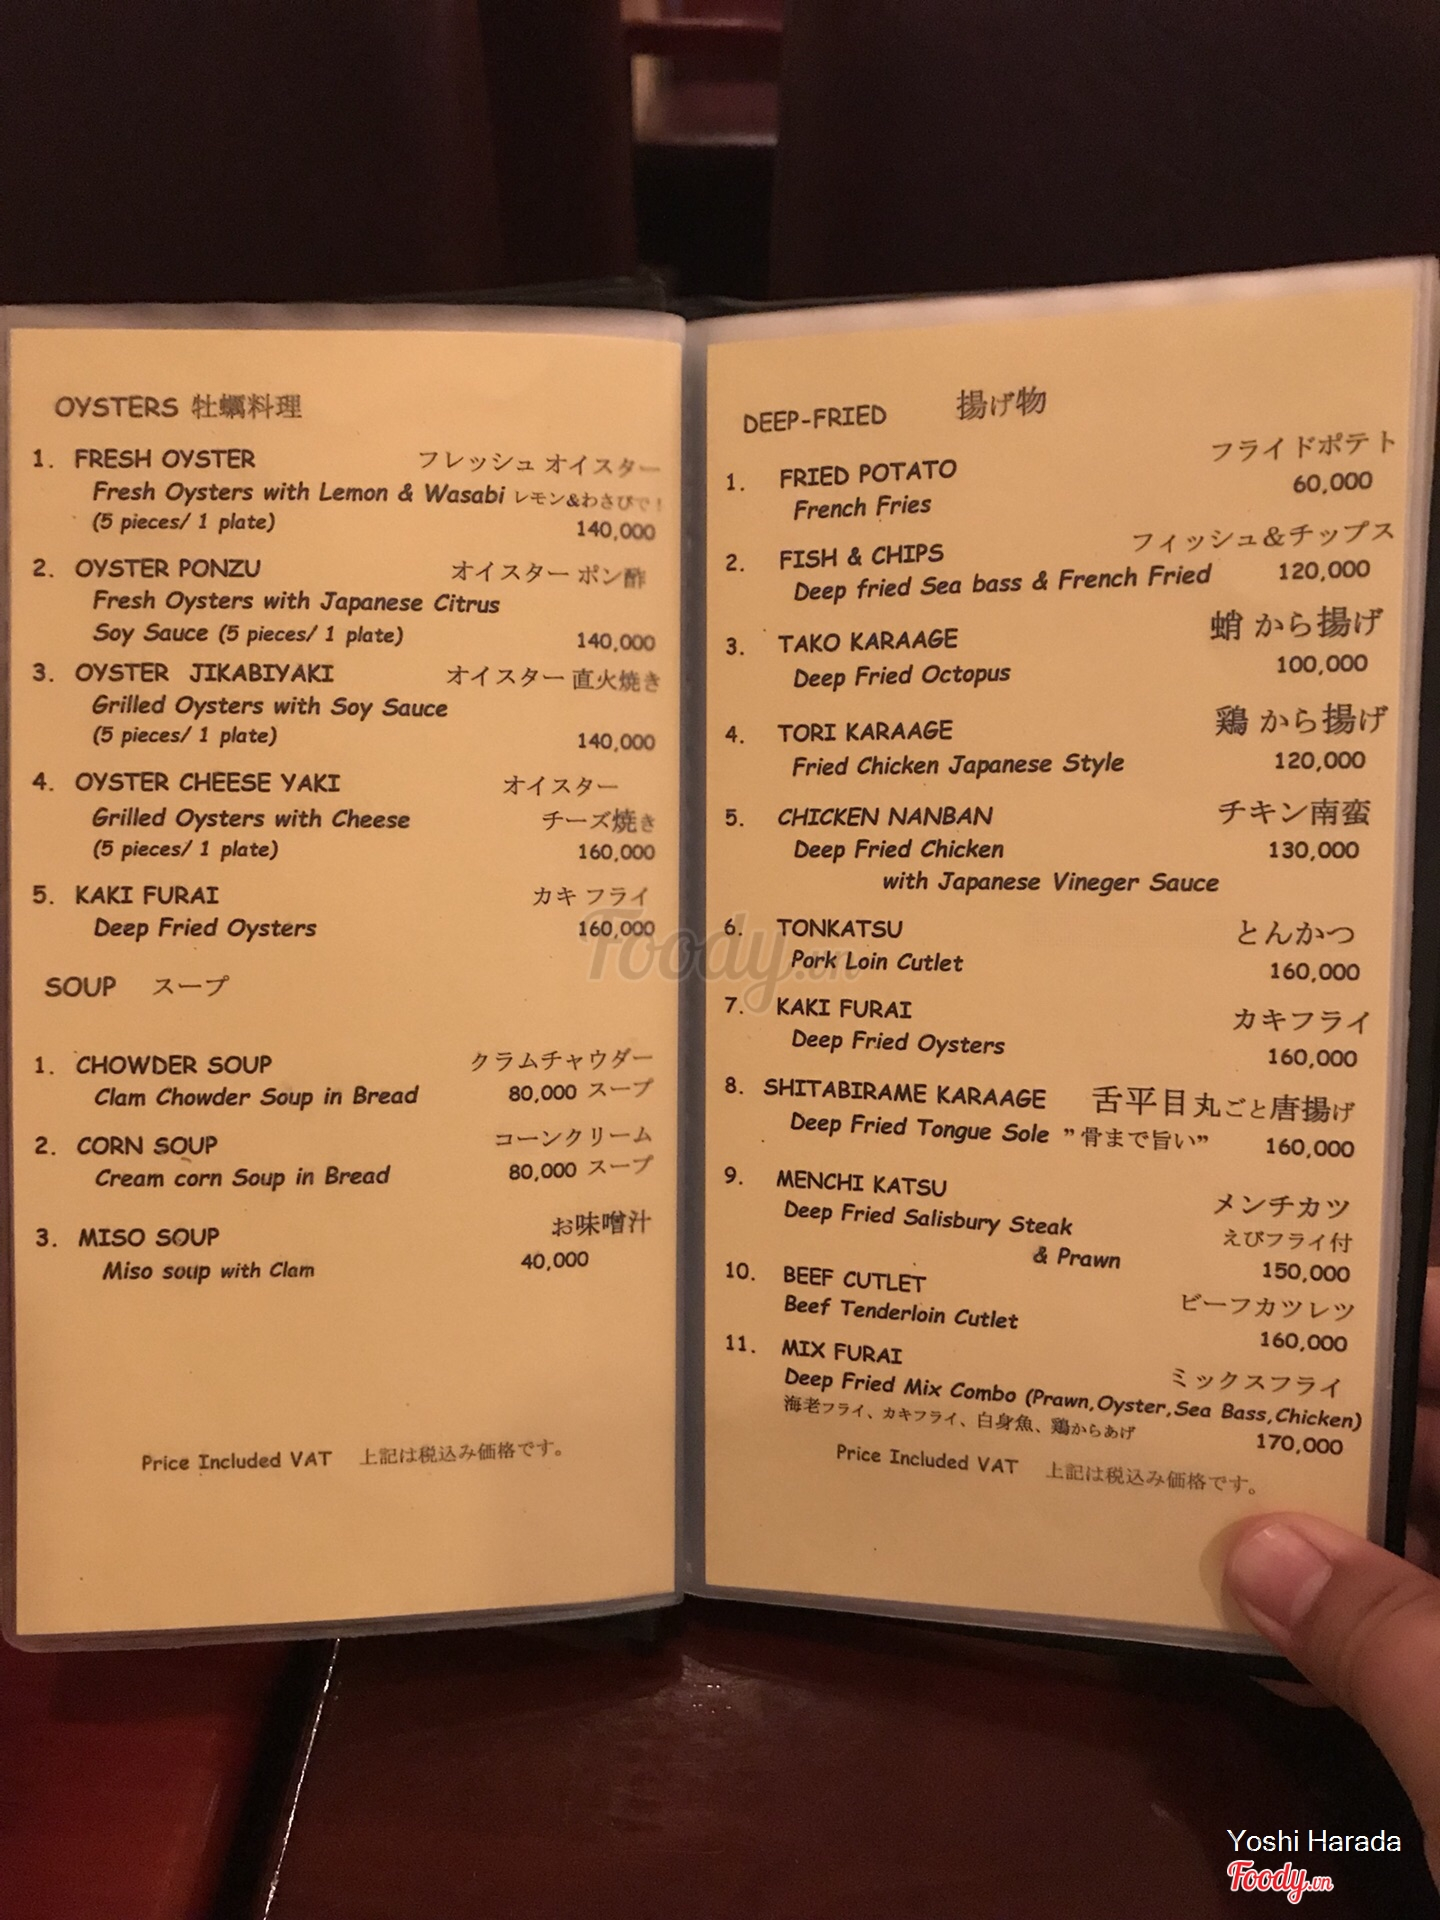 OYSTERS 牡蠣料理
1. FRESH OYSTER フレッシュ オイスター
Fresh Oysters with Lemon & Wasabi レモン&わさびで!
(5 pieces/ 1 plate) 140,000
2. OYSTER PONZU オイスター ポン酢
Fresh Oysters with Japanese Citrus
Soy Sauce (5 pieces/ 1 plate) 140,000
3. OYSTER JIKABIYAKI オイスター 直火焼き
Grilled Oysters with Soy Sauce
(5 pieces/ 1 plate) 140,000
4. OYSTER CHEESE YAKI オイスター
Grilled Oysters with Cheese チーズ焼き
(5 pieces/ 1 plate) 160,000
5. KAKI FURAI カキ フライ
Deep Fried Oysters 160,000
SOUP スープ
1. CHOWDER SOUP クラムチャウダー
Clam Chowder Soup in Bread 80,000 スープ
2. CORN SOUP コーンクリーム
Cream corn Soup in Bread 80,000 スープ
3. MISO SOUP お味噌汁
Miso soup with Clam 40,000
Price Included VAT 上記は税込み価格です。
DEEP-FRIED 揚げ物
1. FRIED POTATO フライドポテト
French Fries 60,000
2. FISH & CHIPS フィッシュ&チップス
Deep fried Sea bass & French Fried 120,000
3. TAKO KARAAGE 蛸 から揚げ
Deep Fried Octopus 100,000
4. TORI KARAAGE 鶏 から揚げ
Fried Chicken Japanese Style 120,000
5. CHICKEN NANBAN チキン南蛮
Deep Fried Chicken 130,000
with Japanese Vineger Sauce
6. TONKATSU とんかつ
Pork Loin Cutlet 160,000
7. KAKI FURAI カキフライ
Deep Fried Oysters 160,000
8. SHITABIRAME KARAAGE 舌平目丸ごと唐揚げ
Deep Fried Tongue Sole ”骨まで旨い” 160,000
9. MENCHI KATSU メンチカツ
Deep Fried Salisbury Steak えびフライ付
& Prawn 150,000
10. BEEF CUTLET ビーフカツレツ
Beef Tenderloin Cutlet 160,000
11. MIX FURAI ミックスフライ
Deep Fried Mix Combo (Prawn,Oyster,Sea Bass,Chicken)
海老フライ、カキフライ、白身魚、鶏からあげ 170,000
Price Included VAT 上記は税込み価格です。
Foody.vn
Yoshi Harada
Foody.vn